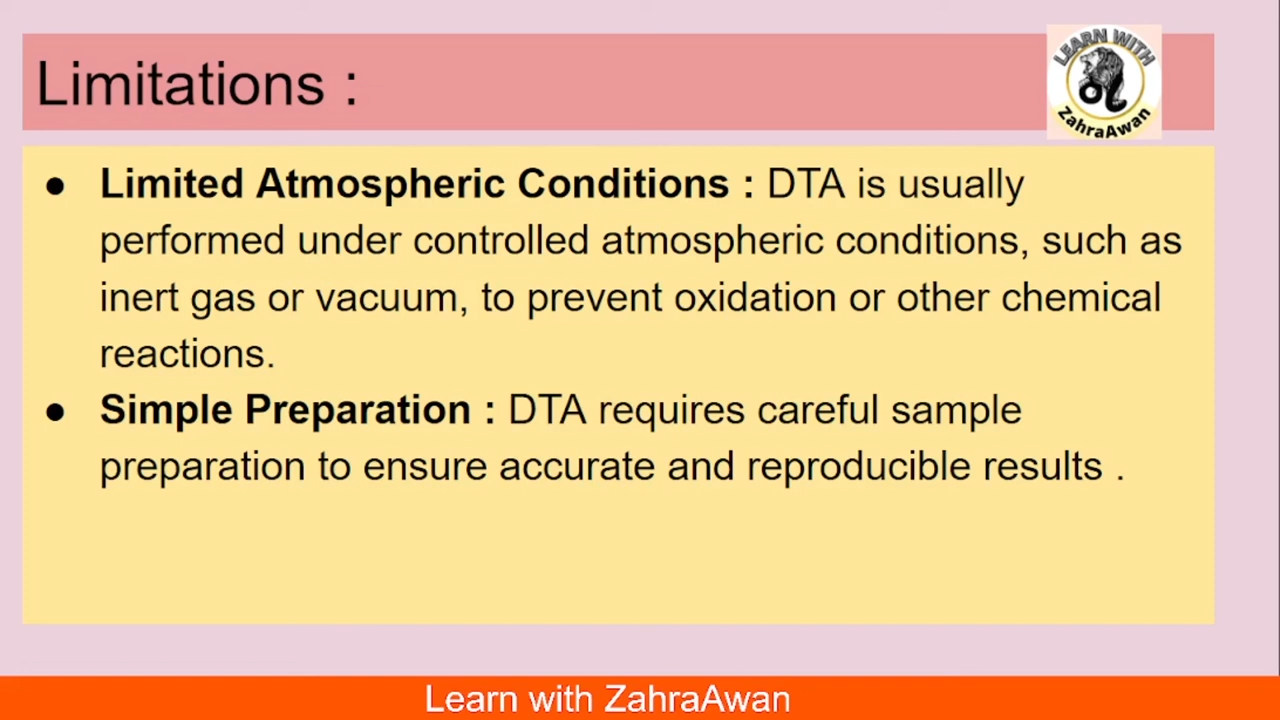 Limitations :
LEARN WITH
ZahraAwan
● Limited Atmospheric Conditions : DTA is usually
performed under controlled atmospheric conditions, such as
inert gas or vacuum, to prevent oxidation or other chemical
reactions.
● Simple Preparation : DTA requires careful sample
preparation to ensure accurate and reproducible results .
Learn with ZahraAwan